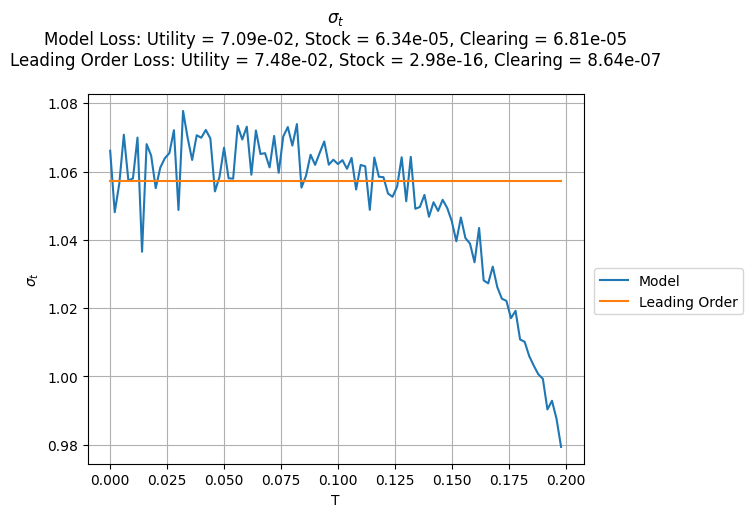 σt
Model Loss: Utility = 7.09e-02, Stock = 6.34e-05, Clearing = 6.81e-05
Leading Order Loss: Utility = 7.48e-02, Stock = 2.98e-16, Clearing = 8.64e-07
1.08
1.06
1.04
1.02
1.00
0.98
σt
0.000
0.025
0.050
0.075
0.100
0.125
0.150
0.175
0.200
T
Model
Leading Order